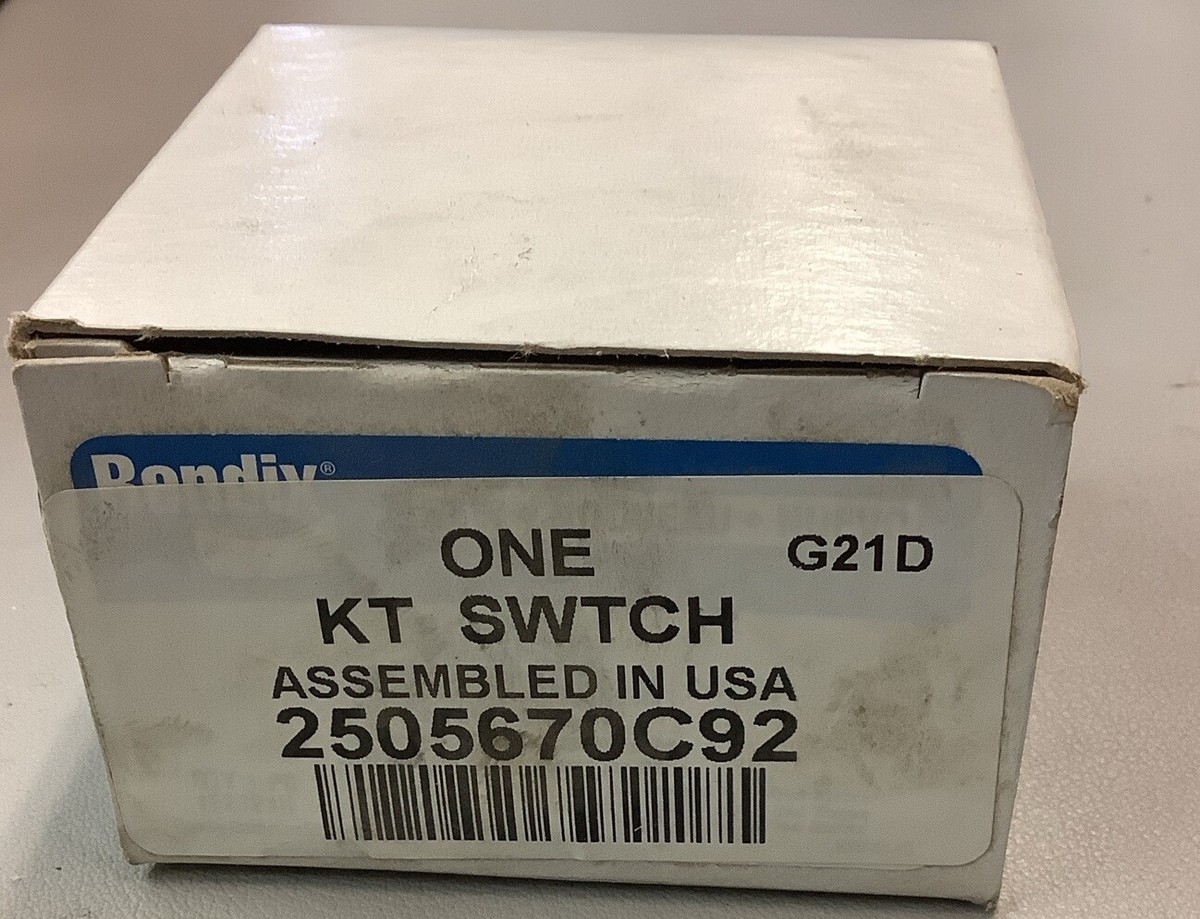 Bendix®
ONE G21D
KT SWTCH
ASSEMBLED IN USA
2505670C92